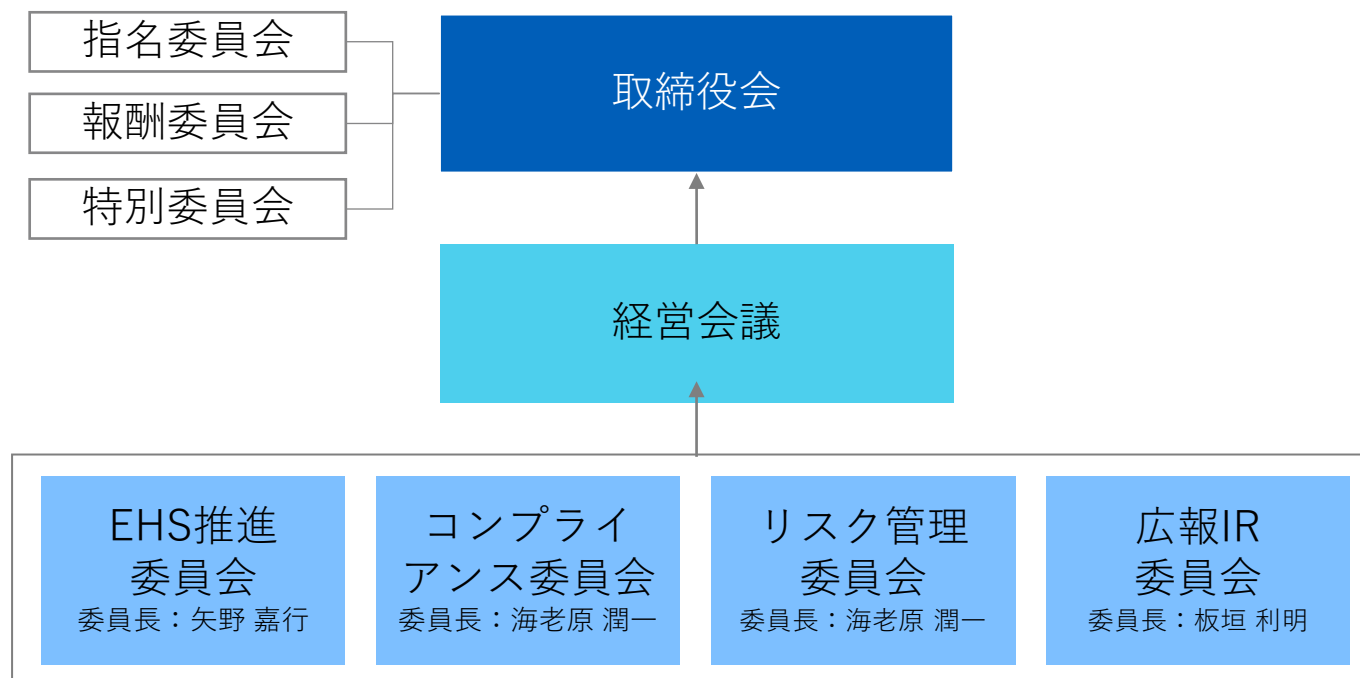 指名委員会
報酬委員会
特別委員会
取締役会
経営会議
EHS推進
委員会
委員長：矢野 嘉行
コンプライ
アンス委員会
委員長：海老原 潤一
リスク管理
委員会
委員長：海老原 潤一
広報IR
委員会
委員長：板垣 利明